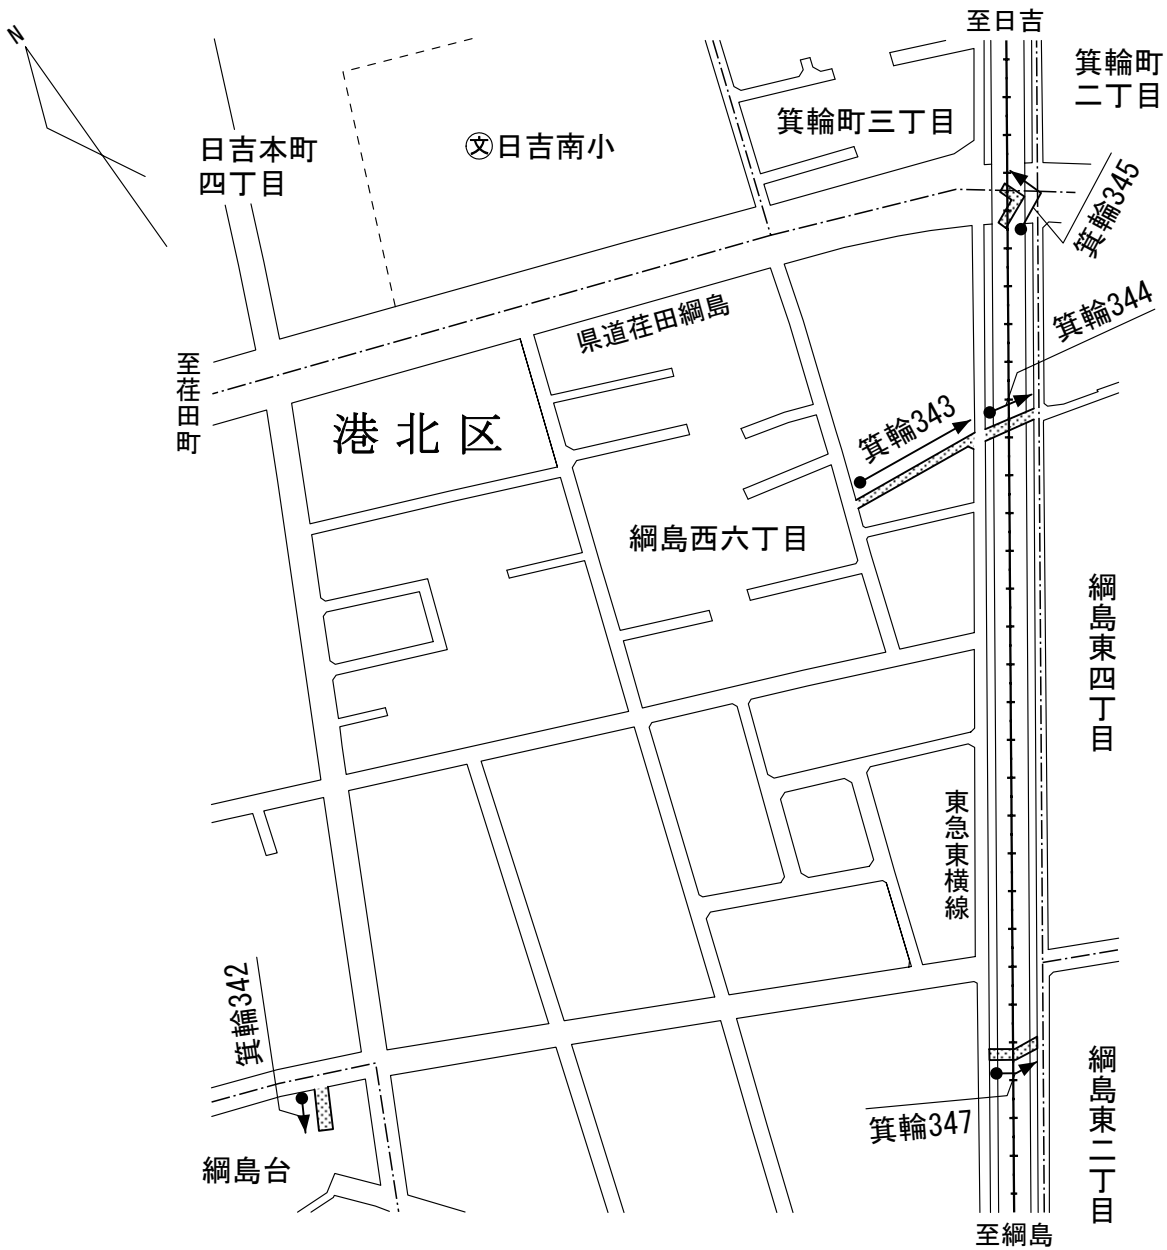 至日吉
N
箕輪町
二丁目
箕輪町三丁目
日吉本町
四丁目
文日吉南小
箕輪345
県道荏田綱島
箕輪344
至荏田町
港北区
箕輪343
綱島西六丁目
綱島東四丁目
東急東横線
箕輪342
綱島東二丁目
箕輪347
綱島台
至綱島